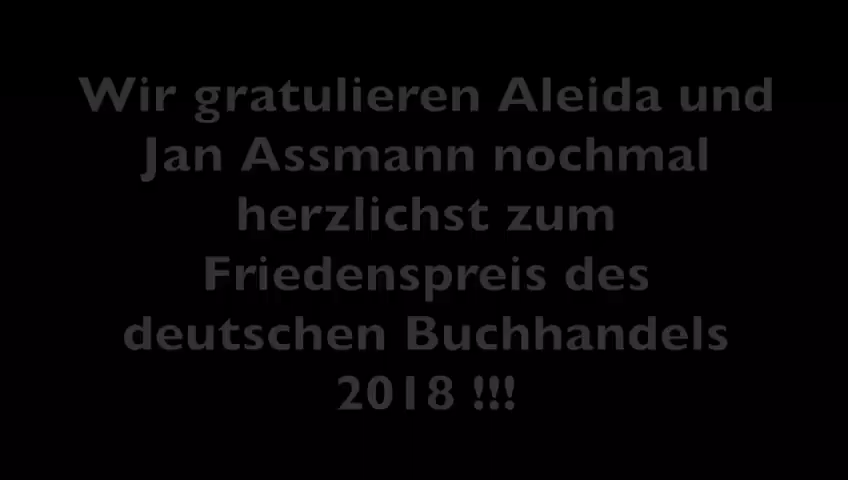 Wir gratulieren Aleida und
Jan Assmann nochmal
herzlichst zum
Friedenspreis des
deutschen Buchhandels
2018 !!!